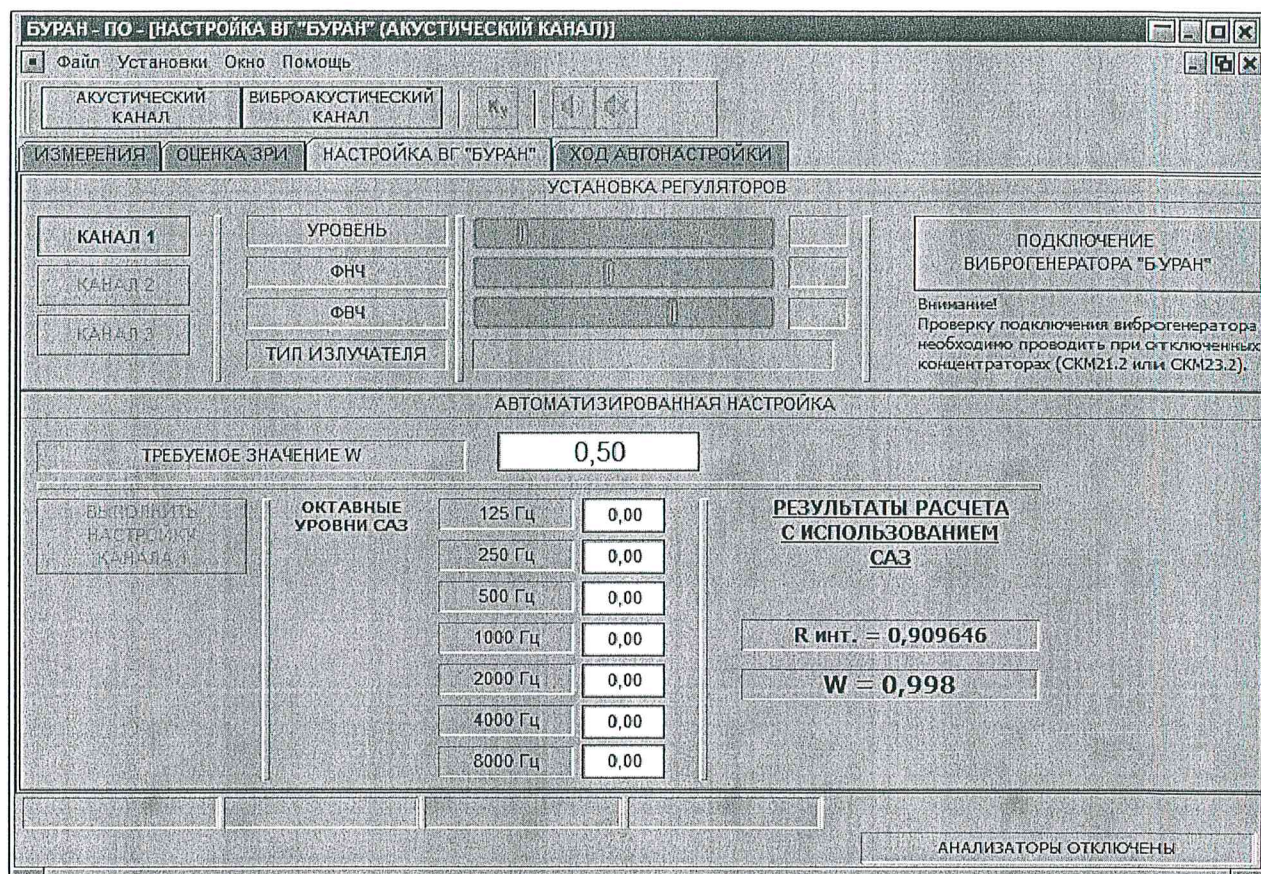 БУРАН - ПО - [НАСТРОЙКА ВГ "БУРАН" (АКУСТИЧЕСКИЙ КАНАЛ)]
Файл Установки Окно Помощь
АКУСТИЧЕСКИЙ
КАНАЛ
ВИБРОАКУСТИЧЕСКИЙ
КАНАЛ
Ку
ИЗМЕРЕНИЯ
ОЦЕНКА ЗРИ
НАСТРОЙКА ВГ "БУРАН"
ХОД АВТОНАСТРОЙКИ
УСТАНОВКА РЕГУЛЯТОРОВ
КАНАЛ 1
КАНАЛ 2
КАНАЛ 3
УРОВЕНЬ
ФНЧ
ФВЧ
ТИП ИЗЛУЧАТЕЛЯ
ПОДКЛЮЧЕНИЕ
ВИБРОГЕНЕРАТОРА "БУРАН"
Внимание!
Проверку подключения виброгенератора
необходимо проводить при отключенных
концентраторах (СКМ21.2 или СКМ23.2).
АВТОМАТИЗИРОВАННАЯ НАСТРОЙКА
ТРЕБУЕМОЕ ЗНАЧЕНИЕ W
0,50
ВЫПОЛНИТЬ
НАСТРОЙКУ
КАНАЛА 1
ОКТАВНЫЕ
УРОВНИ САЗ
125 Гц 0,00
250 Гц 0,00
500 Гц 0,00
1000 Гц 0,00
2000 Гц 0,00
4000 Гц 0,00
8000 Гц 0,00
РЕЗУЛЬТАТЫ РАСЧЕТА
С ИСПОЛЬЗОВАНИЕМ
САЗ
R инт. = 0,909646
W = 0,998
АНАЛИЗАТОРЫ ОТКЛЮЧЕНЫ